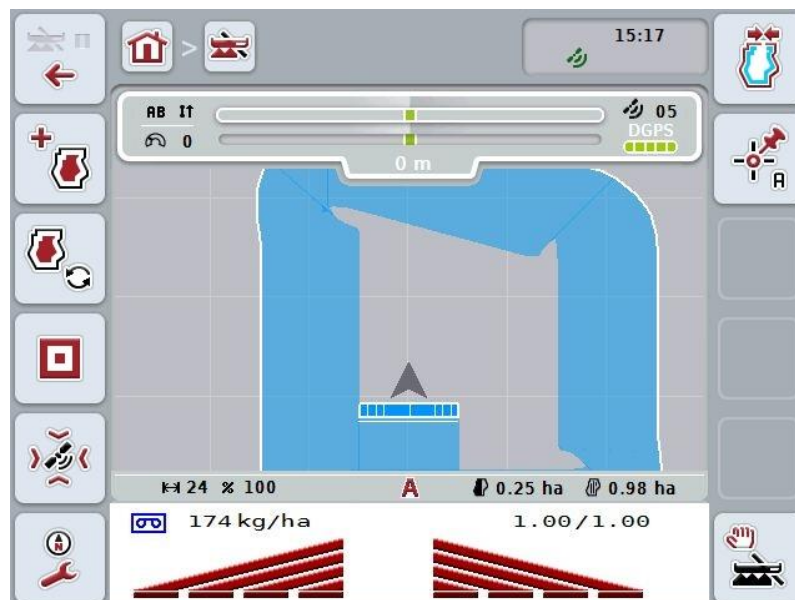 >
15:17
AB
05
0
DGPS
0 m
A
24 % 100
A
0.25 ha
0.98 ha
174 kg/ha
1.00/1.00
N